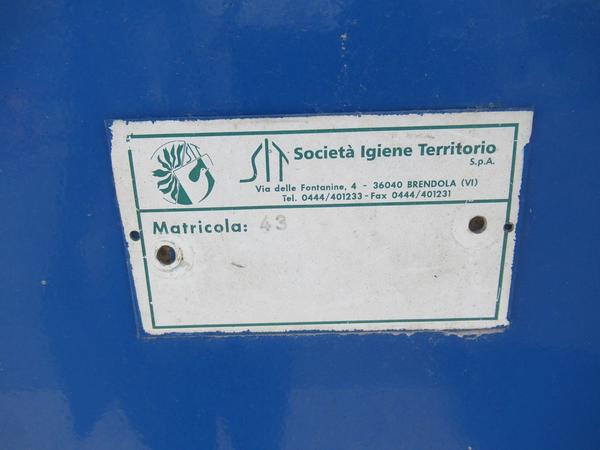 SIT Società Igiene Territorio
S.p.A.
Via delle Fontanine, 4 - 36040 BRENDOLA (VI)
Tel. 0444/401233 - Fax 0444/401231
Matricola: 43